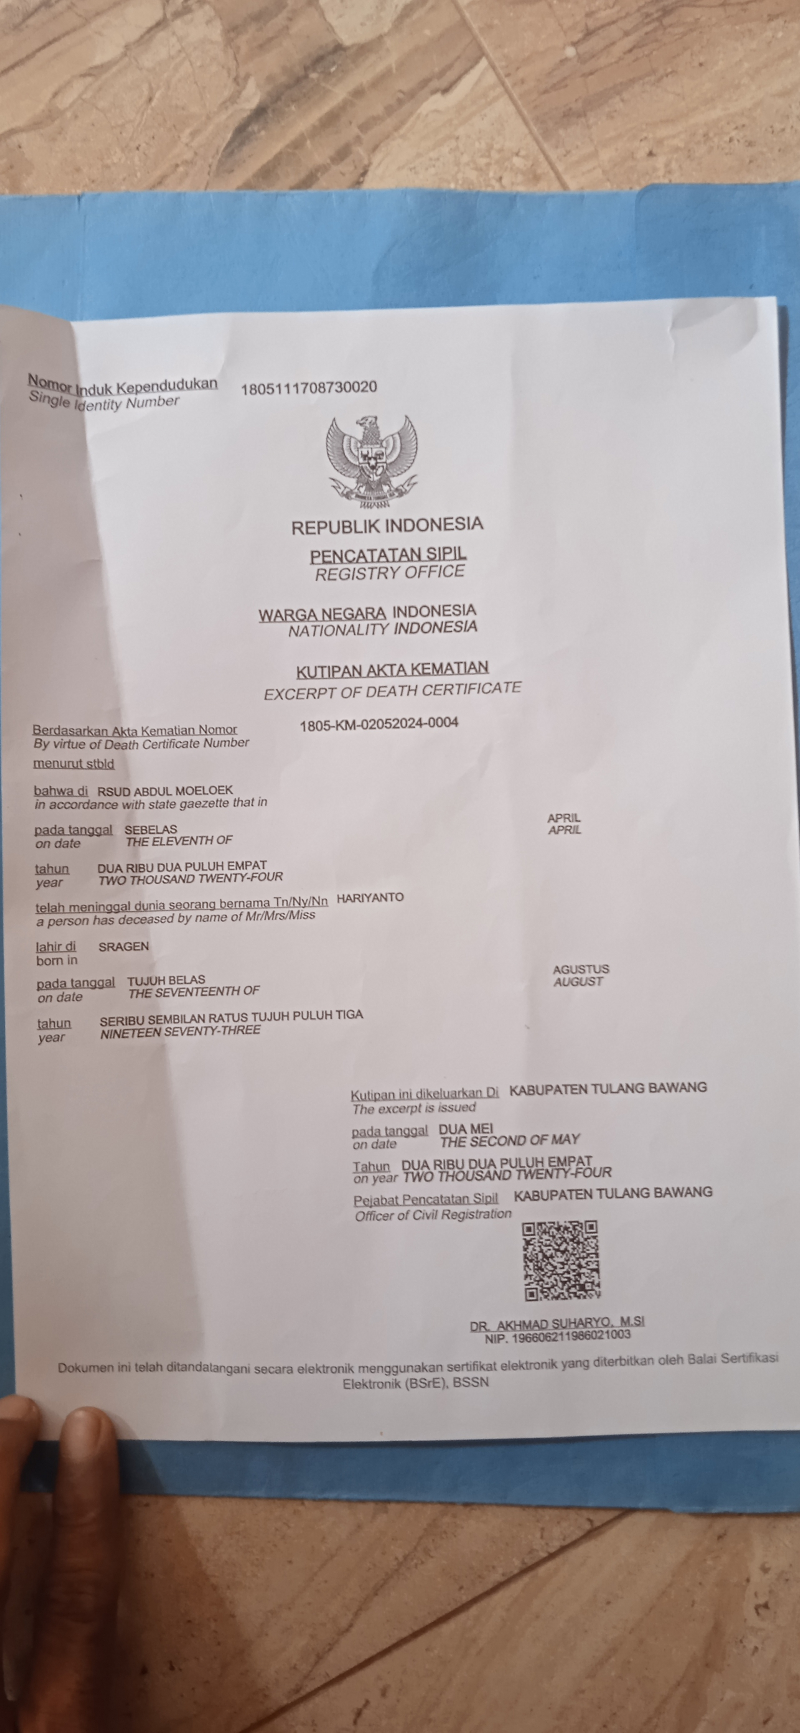 Nomor Induk Kependudukan 1805111708730020
Single Identity Number
REPUBLIK INDONESIA
PENCATATAN SIPIL
REGISTRY OFFICE
WARGA NEGARA INDONESIA
NATIONALITY INDONESIA
KUTIPAN AKTA KEMATIAN
EXCERPT OF DEATH CERTIFICATE
Berdasarkan Akta Kematian Nomor 1805-KM-02052024-0004
By virtue of Death Certificate Number
menurut stbld
bahwa di RSUD ABDUL MOELOEK
in accordance with state gaezette that in
pada tanggal SEBELAS APRIL
on date THE ELEVENTH OF APRIL
tahun DUA RIBU DUA PULUH EMPAT
year TWO THOUSAND TWENTY-FOUR
telah meninggal dunia seorang bernama Tn/Ny/Nn HARIYANTO
a person has deceased by name of Mr/Mrs/Miss
lahir di SRAGEN
born in
pada tanggal TUJUH BELAS AGUSTUS
on date THE SEVENTEENTH OF AUGUST
tahun SERIBU SEMBILAN RATUS TUJUH PULUH TIGA
year NINETEEN SEVENTY-THREE
Kutipan ini dikeluarkan Di KABUPATEN TULANG BAWANG
The excerpt is issued
pada tanggal DUA MEI
on date THE SECOND OF MAY
Tahun DUA RIBU DUA PULUH EMPAT
on year TWO THOUSAND TWENTY-FOUR
Pejabat Pencatatan Sipil KABUPATEN TULANG BAWANG
Officer of Civil Registration
DR. AKHMAD SUHARYO, M.SI
NIP. 196606211986021003
Dokumen ini telah ditandalangani secara elektronik menggunakan sertifikat elektronik yang diterbitkan oleh Balai Sertifikasi
Elektronik (BSrE), BSSN